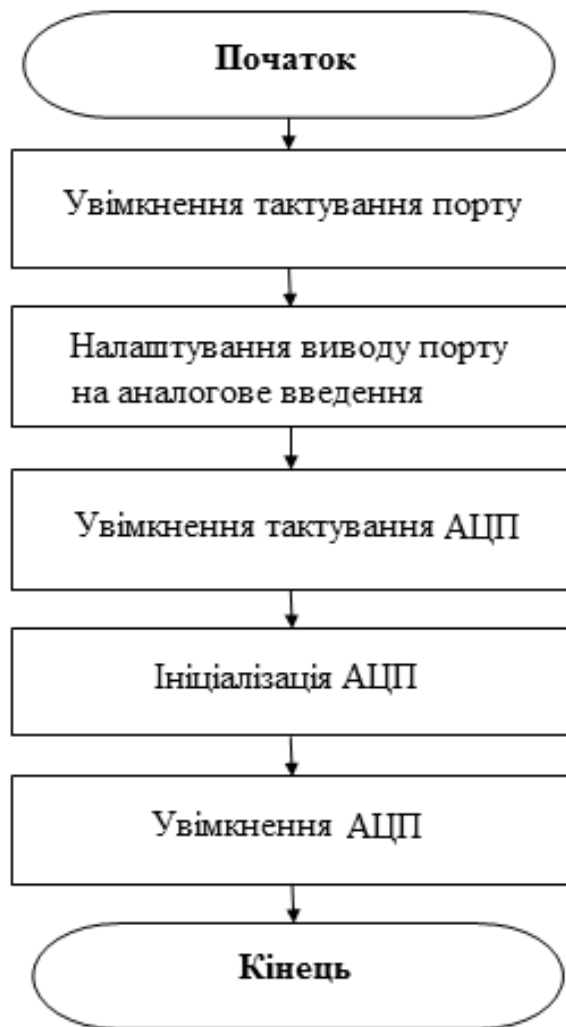 Початок
Увімкнення тактування порту
Налаштування виводу порту
на аналогове введення
Увімкнення тактування АЦП
Ініціалізація АЦП
Увімкнення АЦП
Кінець